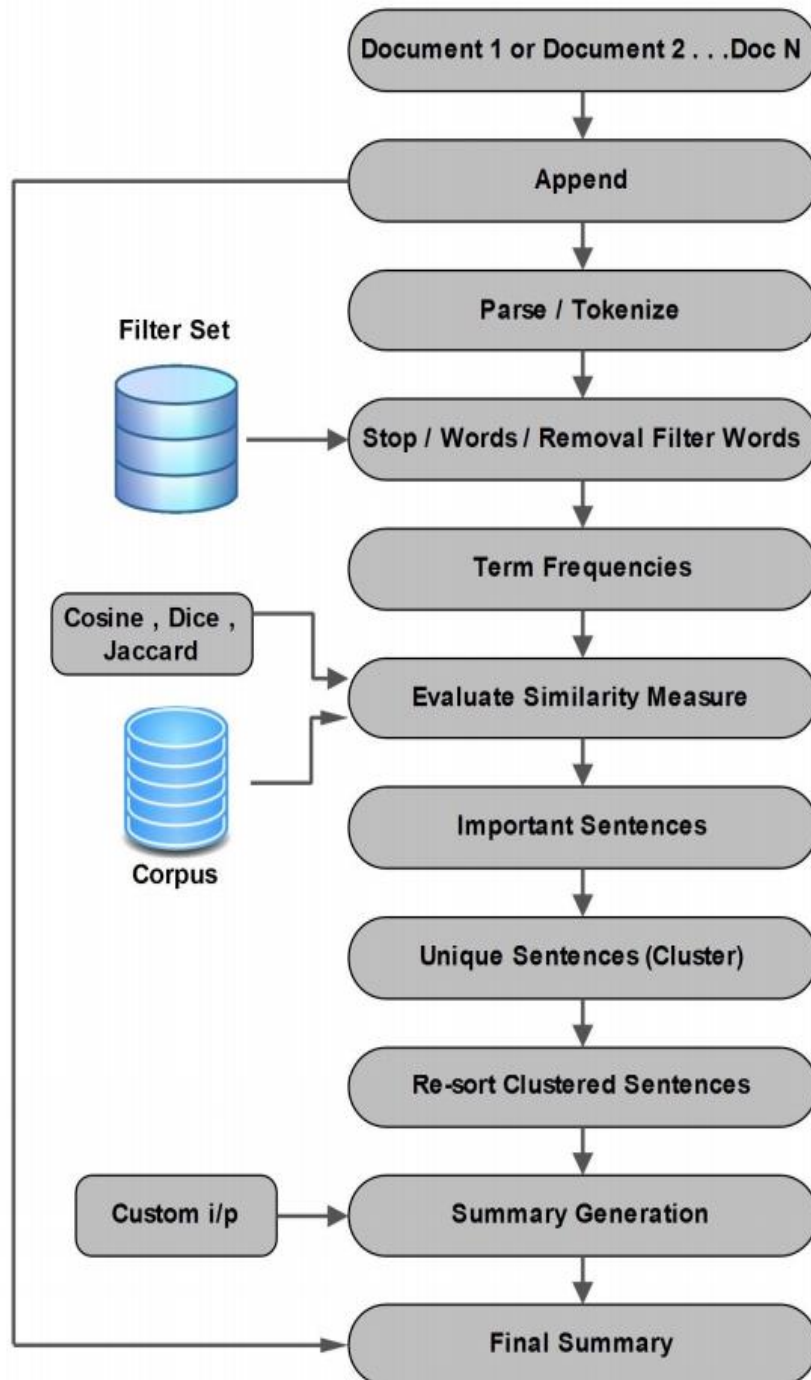 Document 1 or Document 2 . . .Doc N
Append
Parse / Tokenize
Filter Set
Stop / Words / Removal Filter Words
Term Frequencies
Cosine , Dice ,
Jaccard
Evaluate Similarity Measure
Important Sentences
Corpus
Unique Sentences (Cluster)
Re-sort Clustered Sentences
Custom i/p
Summary Generation
Final Summary